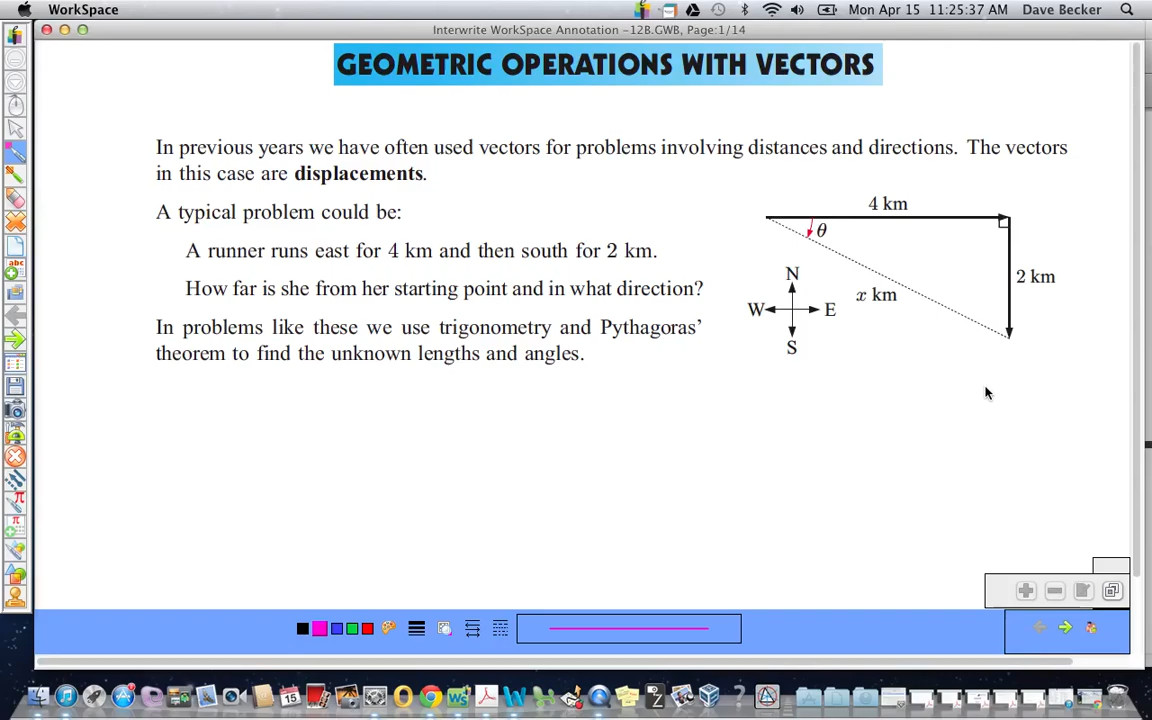 WorkSpace
Mon Apr 15 11:25:37 AM Dave Becker
Interwrite WorkSpace Annotation -12B.GWB, Page:1/14
GEOMETRIC OPERATIONS WITH VECTORS
In previous years we have often used vectors for problems involving distances and directions. The vectors
in this case are displacements.
A typical problem could be:
A runner runs east for 4 km and then south for 2 km.
How far is she from her starting point and in what direction?
In problems like these we use trigonometry and Pythagoras’
theorem to find the unknown lengths and angles.
4 km
θ
2 km
x km
N
W E
S